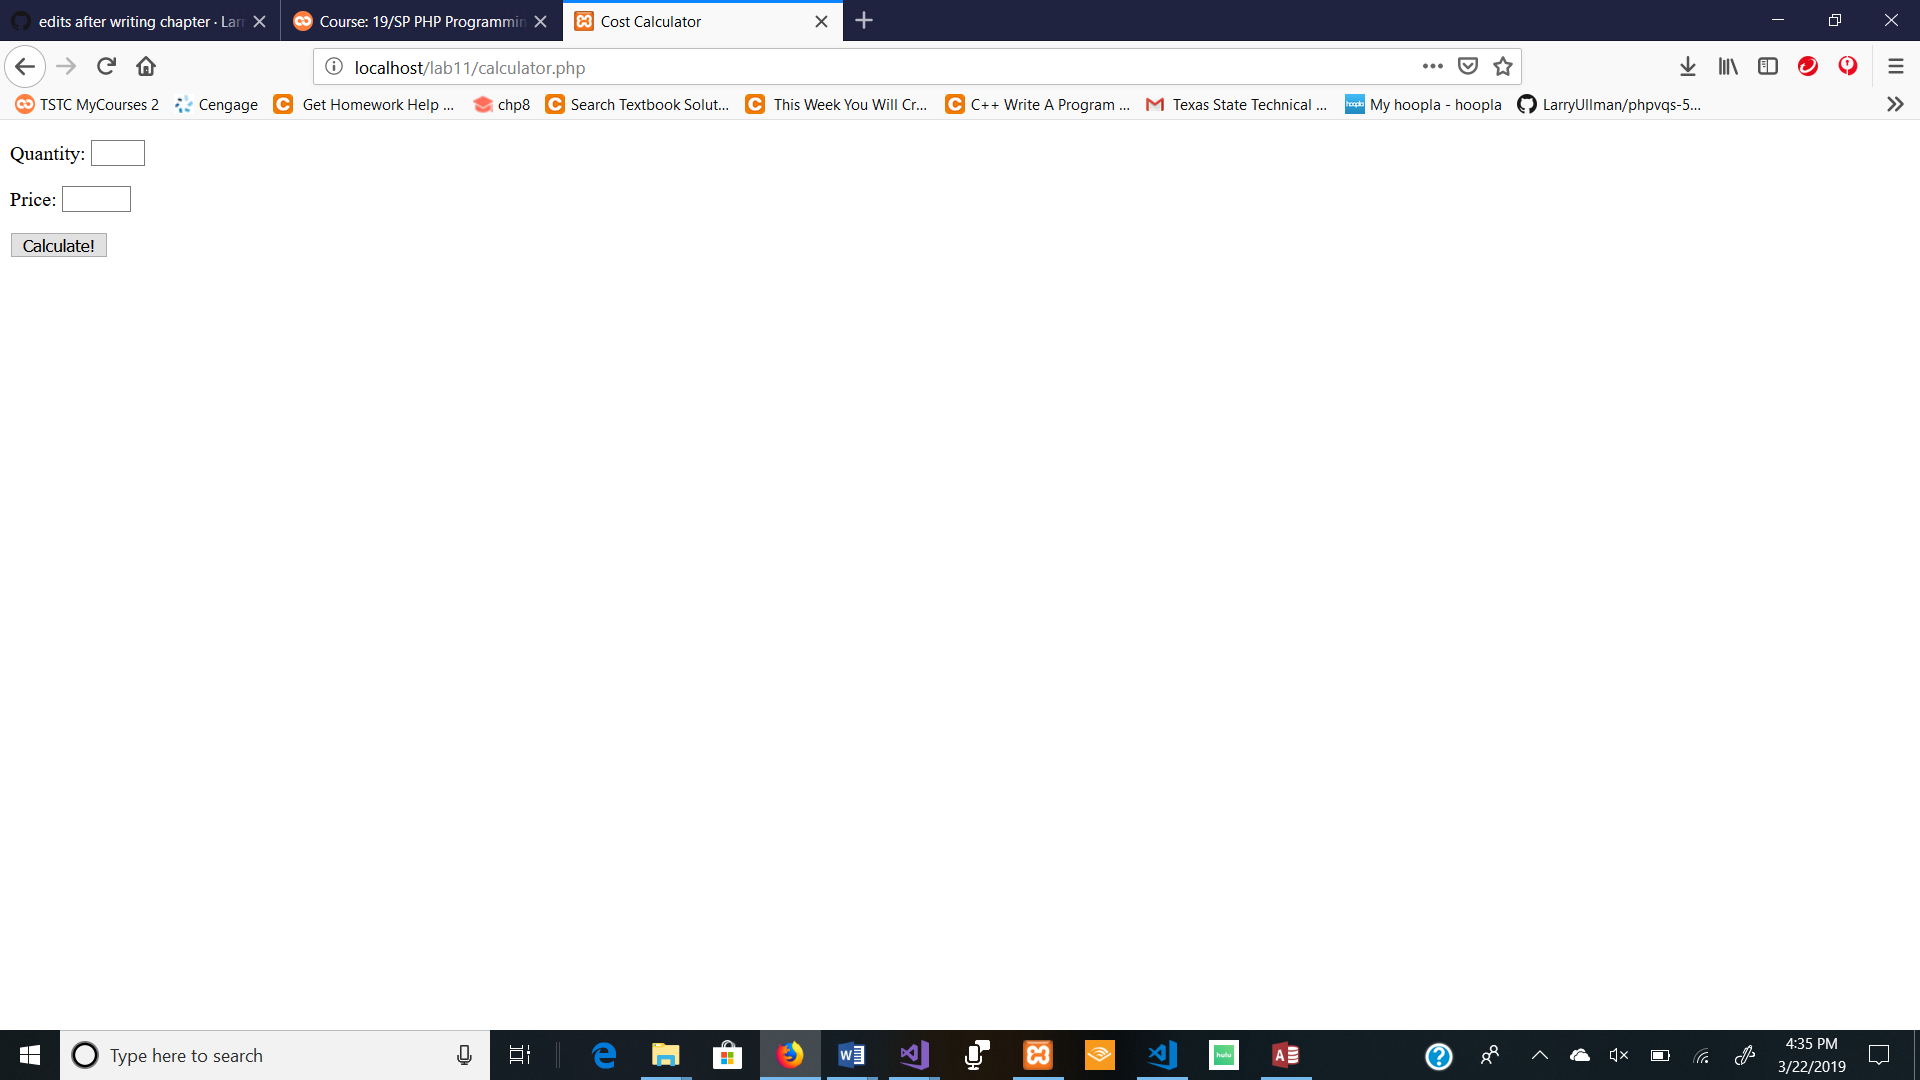 edits after writing chapter · Larr
Course: 19/SP PHP Programmin
Cost Calculator
localhost/lab11/calculator.php
TSTC MyCourses 2
Cengage
Get Homework Help ...
chp8
Search Textbook Solut...
This Week You Will Cr...
C++ Write A Program ...
Texas State Technical ...
My hoopla - hoopla
LarryUllman/phpvqs-5...
Quantity:
Price:
Calculate!
Type here to search
hulu
4:35 PM
3/22/2019